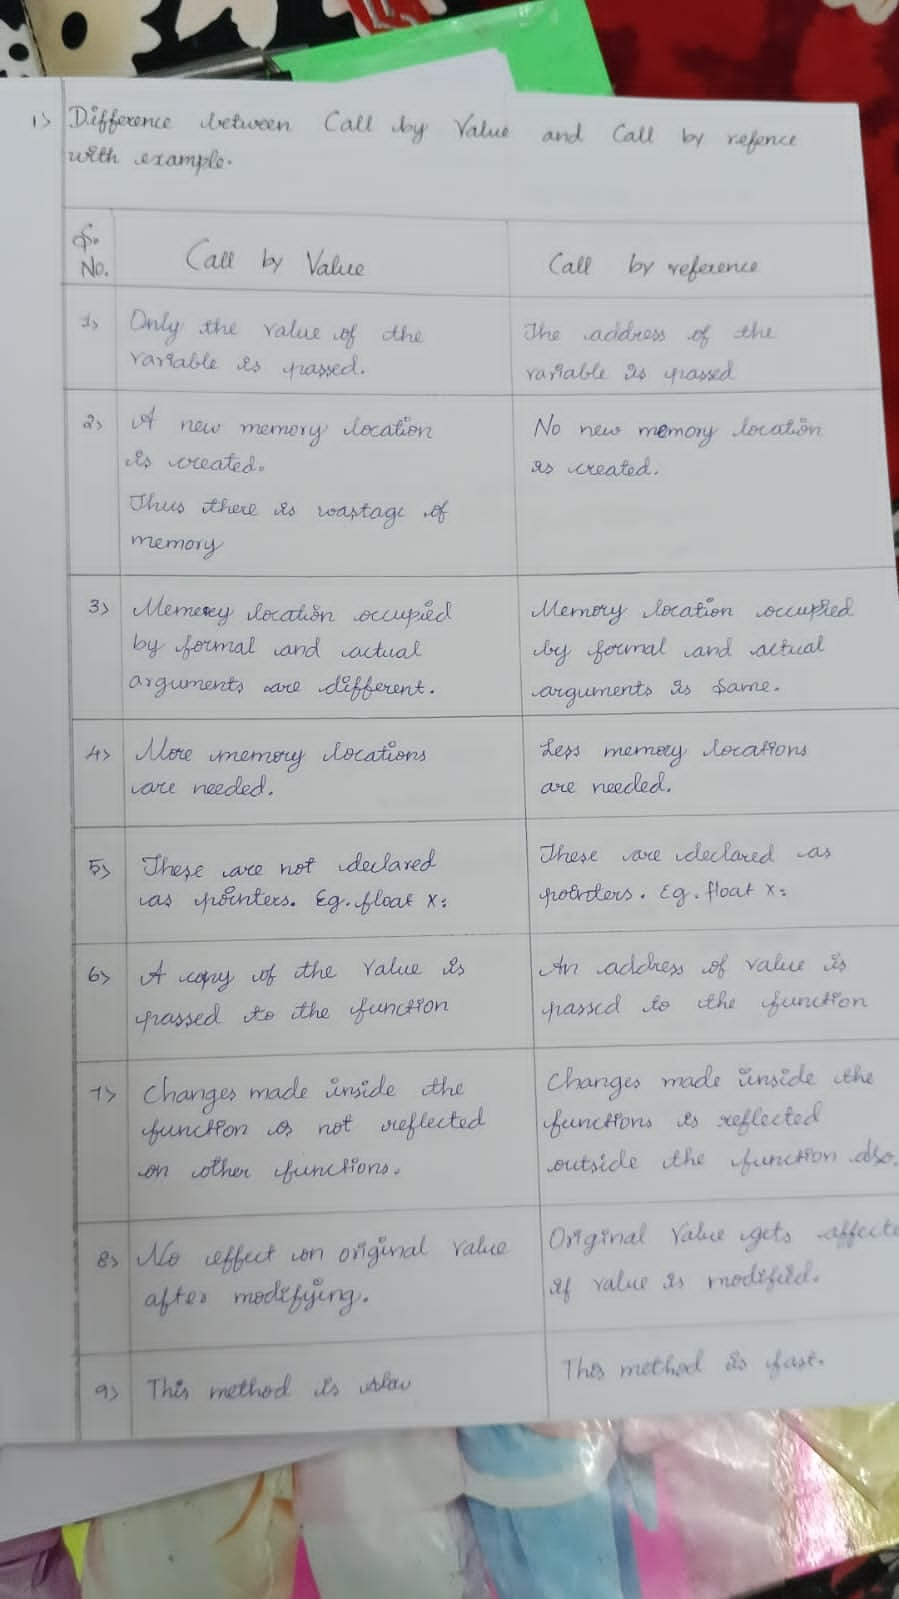 1) Difference between Call by Value and Call by refence
with example.
S.
No.
Call by Value
Call by reference
1)
Only the value of the
variable is passed.
The address of the
variable is passed
2)
A new memory location
is created.
Thus there is wastage of
memory
No new memory location
is created.
3)
Memory location occupied
by formal and actual
arguments are different.
Memory location occupied
by formal and actual
arguments is same.
4)
More memory locations
are needed.
Less memory locations
are needed.
5)
These are not declared
as pointers. Eg. float x;
These are declared as
pointers. Eg. float x;
6)
A copy of the value is
passed to the function
An address of value is
passed to the function
7)
Changes made inside the
function is not reflected
on other functions.
Changes made inside the
functions is reflected
outside the function also.
8)
No effect on original value
after modifying.
Original Value gets affecte
if value is modified.
9)
This method is slow
This method is fast.